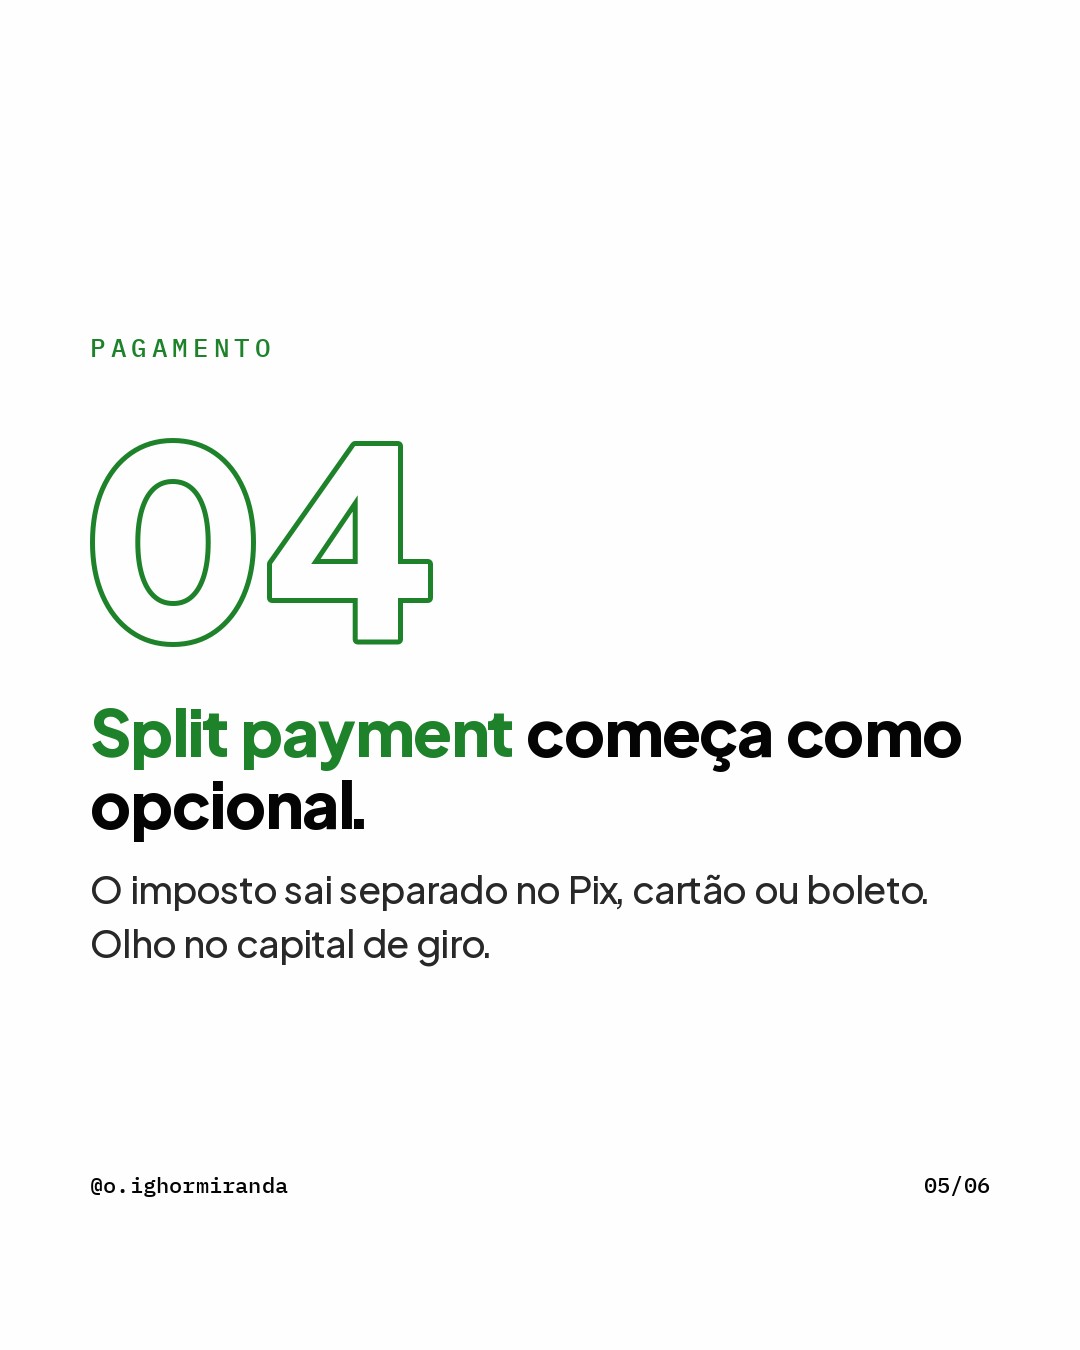 PAGAMENTO
04
Split payment começa como
opcional.
O imposto sai separado no Pix, cartão ou boleto.
Olho no capital de giro.
@o.ighormiranda
05/06